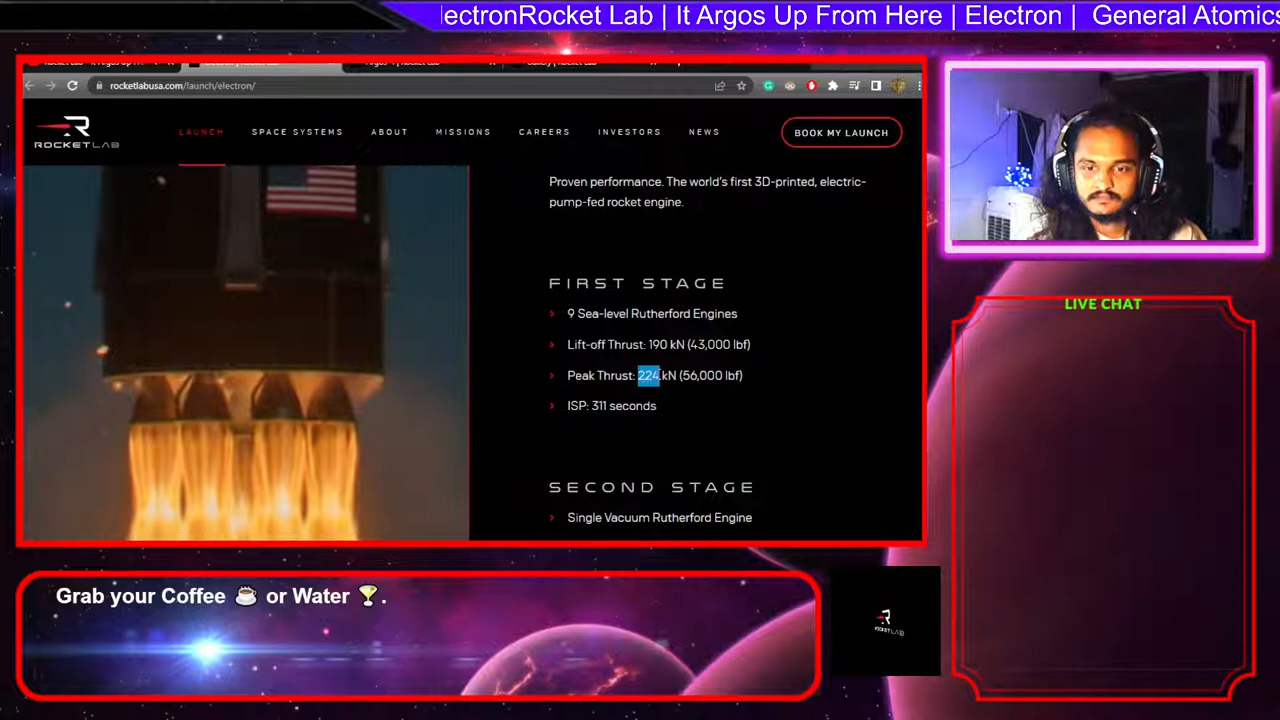 lectronRocket Lab | It Argos Up From Here | Electron | General Atomics
rocketlabusa.com/launch/electron/
ROCKETLAB
LAUNCH
SPACE SYSTEMS
ABOUT
MISSIONS
CAREERS
INVESTORS
NEWS
BOOK MY LAUNCH
Proven performance. The world's first 3D-printed, electric-
pump-fed rocket engine.
FIRST STAGE
9 Sea-level Rutherford Engines
Lift-off Thrust: 190 kN (43,000 lbf)
Peak Thrust: 224 kN (56,000 lbf)
ISP: 311 seconds
SECOND STAGE
Single Vacuum Rutherford Engine
LIVE CHAT
Grab your Coffee ☕ or Water 🍸.
ROCKETLAB